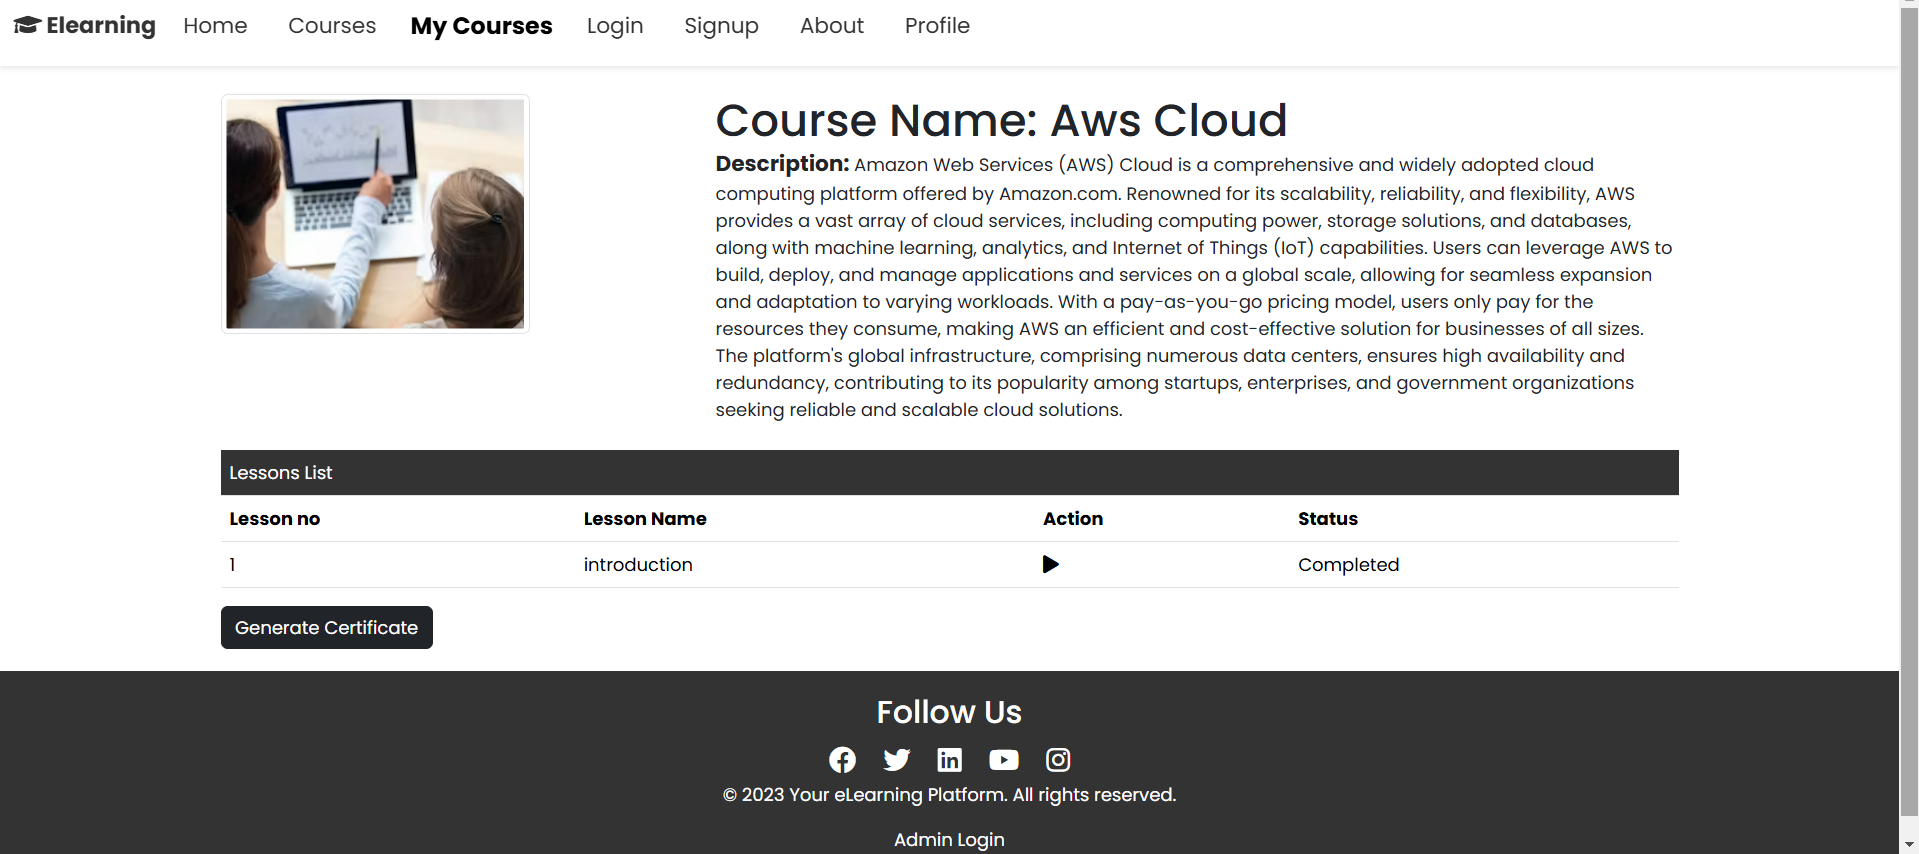 Elearning Home Courses My Courses Login Signup About Profile
Course Name: Aws Cloud
Description: Amazon Web Services (AWS) Cloud is a comprehensive and widely adopted cloud
computing platform offered by Amazon.com. Renowned for its scalability, reliability, and flexibility, AWS
provides a vast array of cloud services, including computing power, storage solutions, and databases,
along with machine learning, analytics, and Internet of Things (IoT) capabilities. Users can leverage AWS to
build, deploy, and manage applications and services on a global scale, allowing for seamless expansion
and adaptation to varying workloads. With a pay-as-you-go pricing model, users only pay for the
resources they consume, making AWS an efficient and cost-effective solution for businesses of all sizes.
The platform's global infrastructure, comprising numerous data centers, ensures high availability and
redundancy, contributing to its popularity among startups, enterprises, and government organizations
seeking reliable and scalable cloud solutions.
Lessons List
Lesson no Lesson Name Action Status
1 introduction Completed
Generate Certificate
Follow Us
© 2023 Your eLearning Platform. All rights reserved.
Admin Login